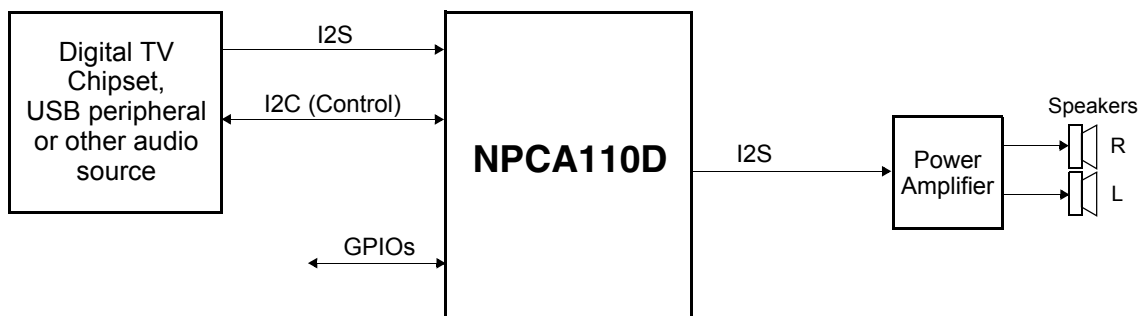 Digital TV
Chipset,
USB peripheral
or other audio
source
I2S
I2C (Control)
GPIOs
NPCA110D
I2S
Power
Amplifier
Speakers
R
L